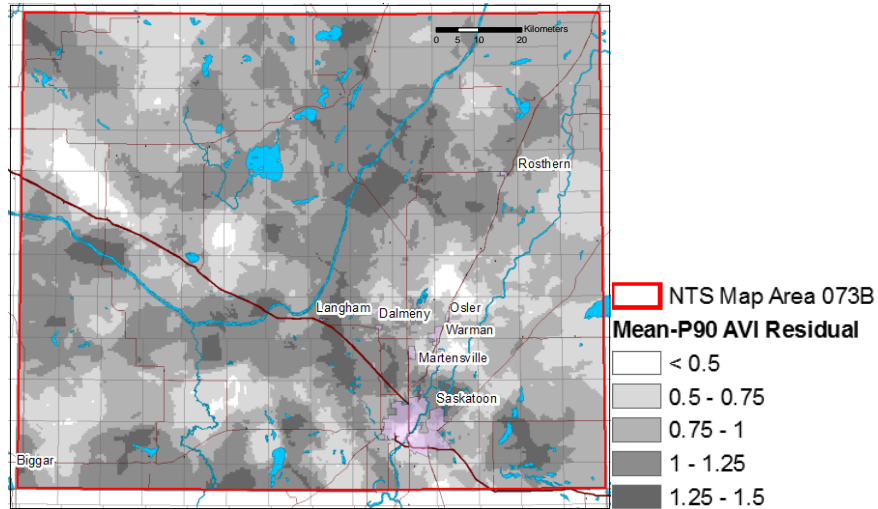 Kilometers
0 5 10 20
Rosthern
Langham
Dalmeny
Osler
Warman
Martensville
Saskatoon
Biggar
NTS Map Area 073B
Mean-P90 AVI Residual
< 0.5
0.5 - 0.75
0.75 - 1
1 - 1.25
1.25 - 1.5